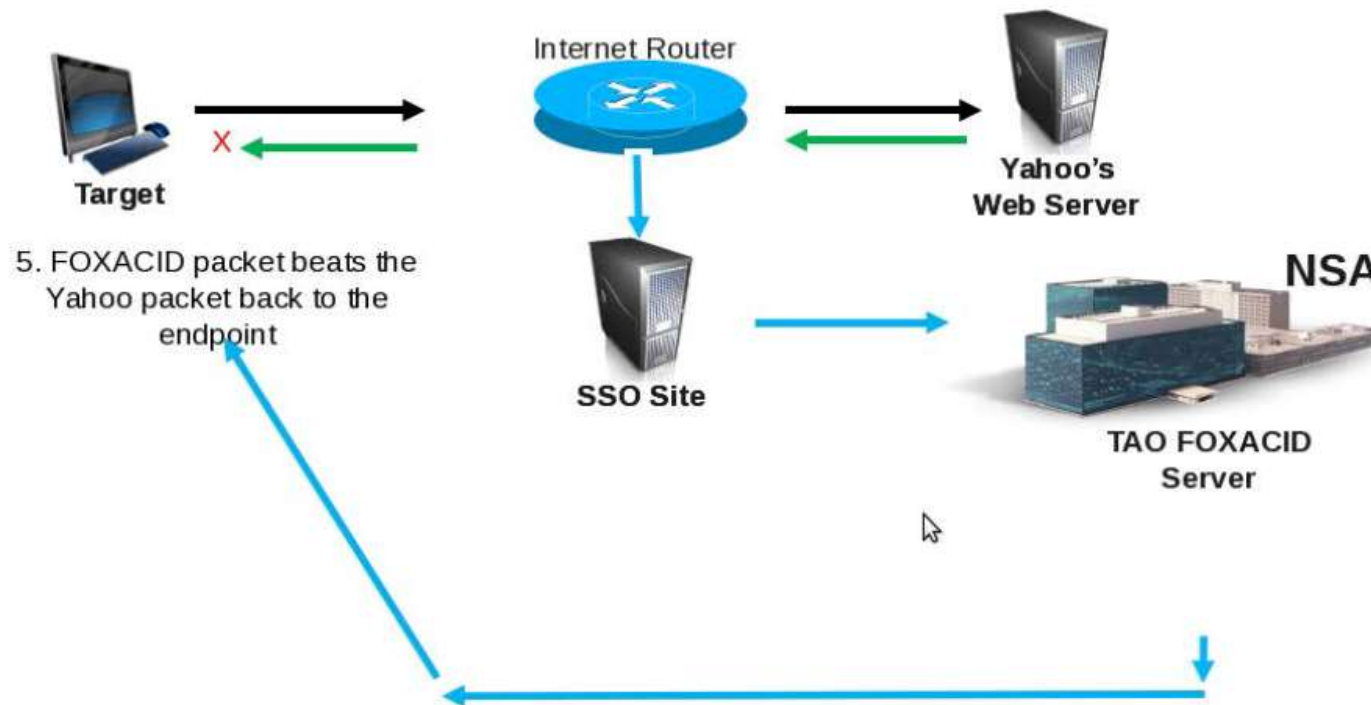 Internet Router
Target
Yahoo's
Web Server
X
5. FOXACID packet beats the
Yahoo packet back to the
endpoint
SSO Site
NSA
TAO FOXACID
Server